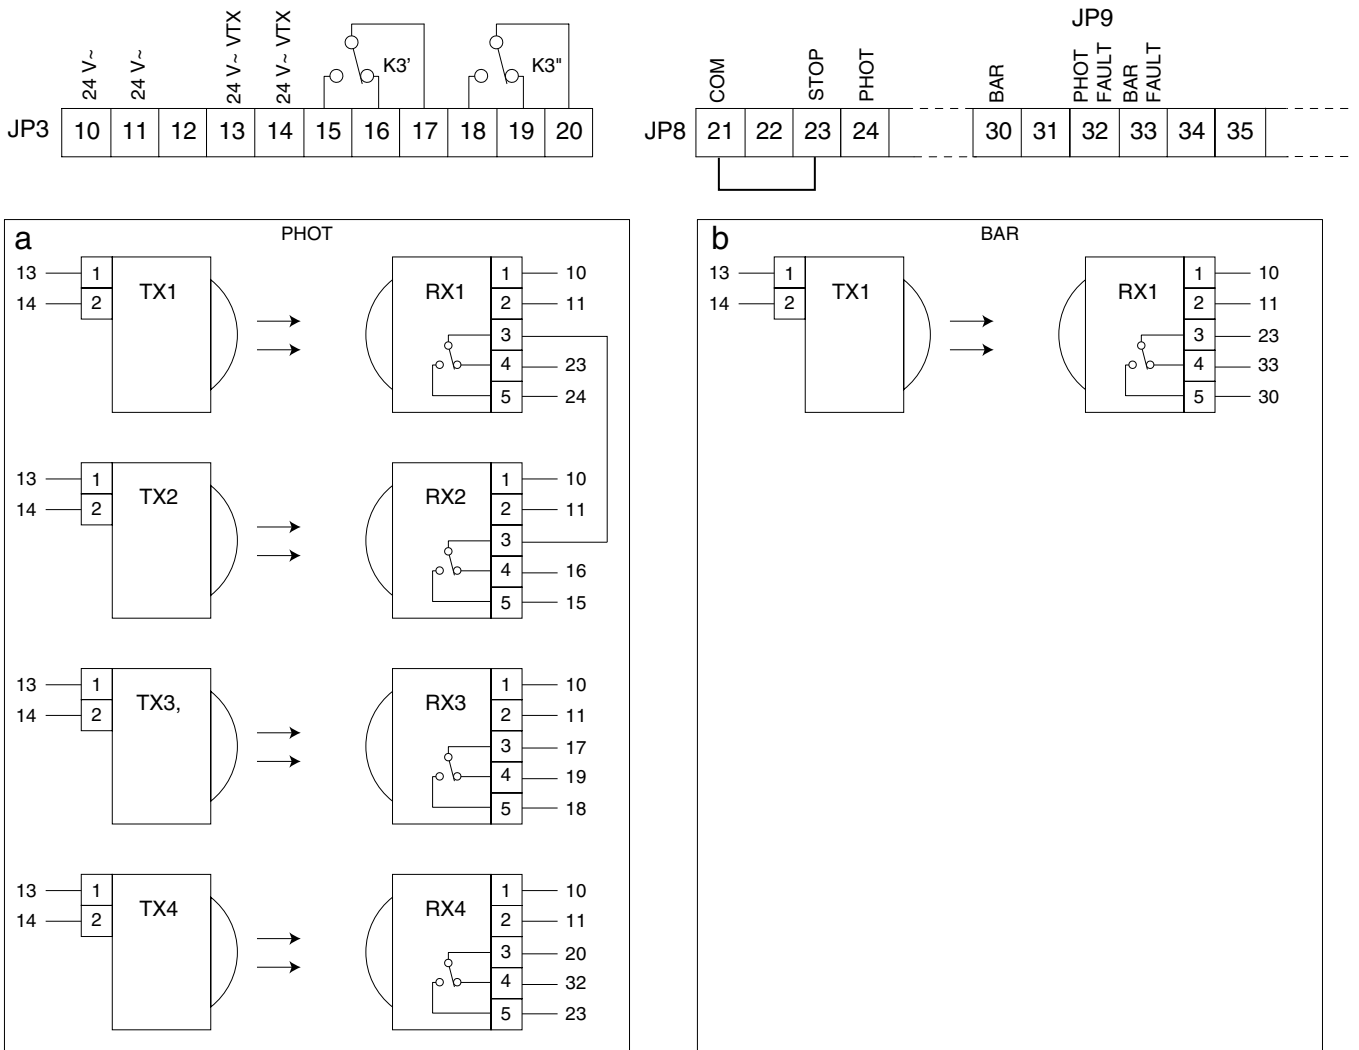 JP9
24 V~
24 V~
24 V~ VTX
24 V~ VTX
K3'
K3"
COM
STOP
PHOT
BAR
PHOT FAULT
BAR FAULT
JP3 10 11 12 13 14 15 16 17 18 19 20
JP8 21 22 23 24 30 31 32 33 34 35
a PHOT
13 1 TX1 RX1 1 10
14 2 2 11
3
4 23
5 24
13 1 TX2 RX2 1 10
14 2 2 11
3
4 16
5 15
13 1 TX3, RX3 1 10
14 2 2 11
3 17
4 19
5 18
13 1 TX4 RX4 1 10
14 2 2 11
3 20
4 32
5 23
b BAR
13 1 TX1 RX1 1 10
14 2 2 11
3 23
4 33
5 30